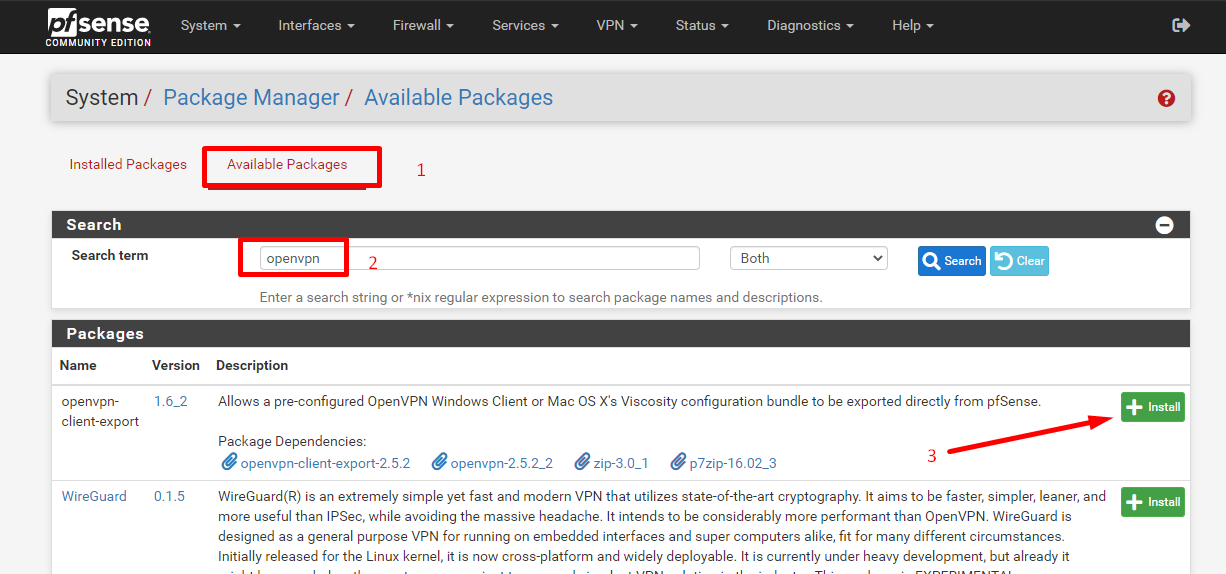 pfsense
COMMUNITY EDITION
System Interfaces Firewall Services VPN Status Diagnostics Help
System / Package Manager / Available Packages ?
Installed Packages Available Packages 1
Search
Search term openvpn 2 Both Search Clear
Enter a search string or *nix regular expression to search package names and descriptions.
Packages
Name Version Description
openvpn-client-export 1.6_2 Allows a pre-configured OpenVPN Windows Client or Mac OS X's Viscosity configuration bundle to be exported directly from pfSense. Install
Package Dependencies:
3
openvpn-client-export-2.5.2 openvpn-2.5.2_2 zip-3.0_1 p7zip-16.02_3
WireGuard 0.1.5 WireGuard(R) is an extremely simple yet fast and modern VPN that utilizes state-of-the-art cryptography. It aims to be faster, simpler, leaner, and Install
more useful than IPSec, while avoiding the massive headache. It intends to be considerably more performant than OpenVPN. WireGuard is
designed as a general purpose VPN for running on embedded interfaces and super computers alike, fit for many different circumstances.
Initially released for the Linux kernel, it is now cross-platform and widely deployable. It is currently under heavy development, but already it